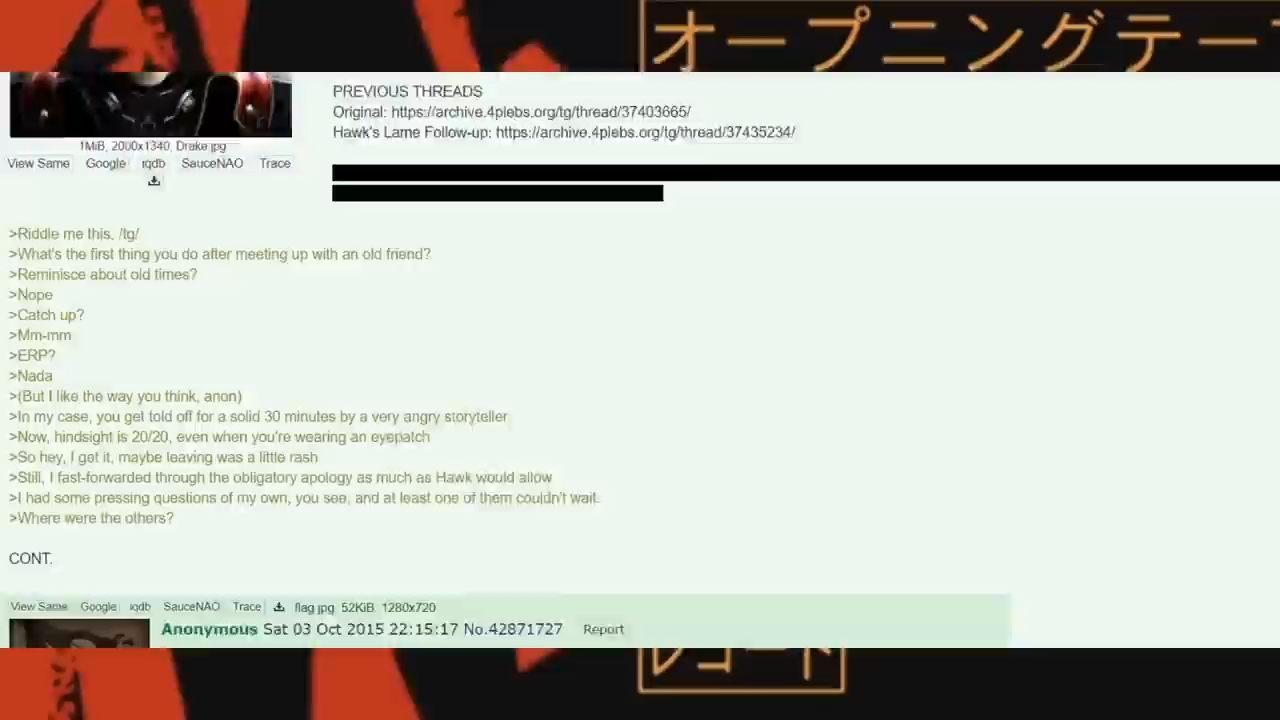 オープニングテー
PREVIOUS THREADS
Original: https://archive.4plebs.org/tg/thread/37403665/
Hawk's Lame Follow-up: https://archive.4plebs.org/tg/thread/37435234/
1MiB, 2000x1340, Drake.jpg
View Same Google iqdb SauceNAO Trace
>Riddle me this, /tg/
>What's the first thing you do after meeting up with an old friend?
>Reminisce about old times?
>Nope
>Catch up?
>Mm-mm
>ERP?
>Nada
>(But I like the way you think, anon)
>In my case, you get told off for a solid 30 minutes by a very angry storyteller
>Now, hindsight is 20/20, even when you're wearing an eyepatch
>So hey, I get it, maybe leaving was a little rash
>Still, I fast-forwarded through the obligatory apology as much as Hawk would allow
>I had some pressing questions of my own, you see, and at least one of them couldn't wait.
>Where were the others?
CONT.
View Same Google iqdb SauceNAO Trace flag.jpg 52KiB 1280x720
Anonymous Sat 03 Oct 2015 22:15:17 No.42871727 Report
レコード